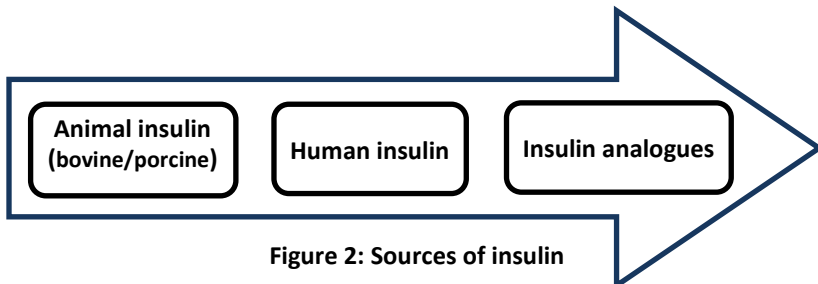 Animal insulin
(bovine/porcine)
Human insulin
Insulin analogues
Figure 2: Sources of insulin